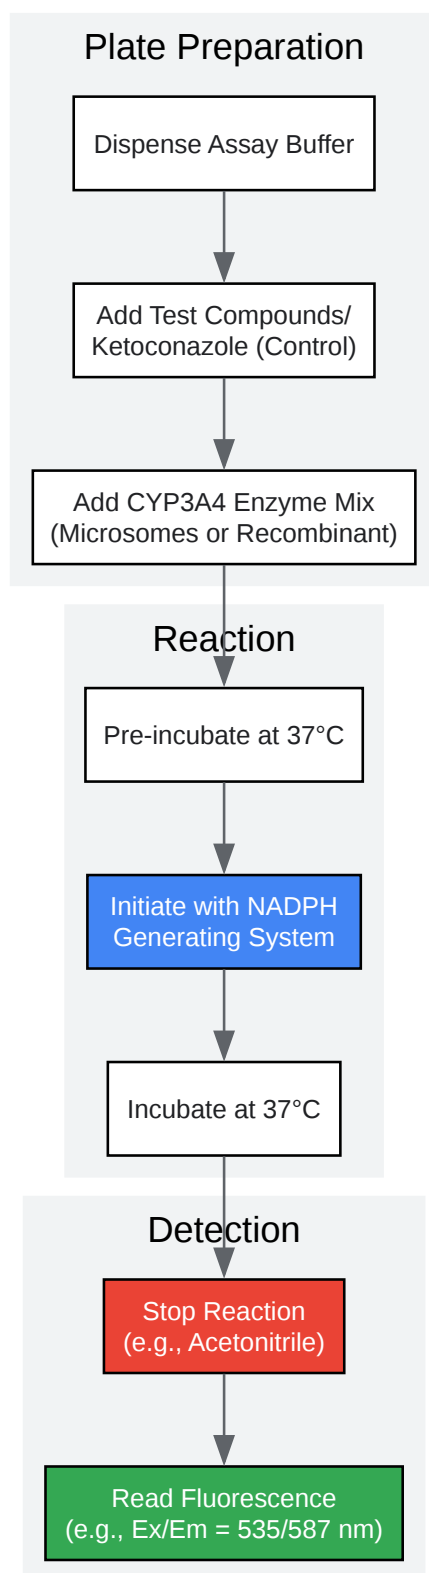 Plate Preparation
Dispense Assay Buffer
Add Test Compounds/
Ketoconazole (Control)
Add CYP3A4 Enzyme Mix
(Microsomes or Recombinant)
Reaction
Pre-incubate at 37°C
Initiate with NADPH
Generating System
Incubate at 37°C
Detection
Stop Reaction
(e.g., Acetonitrile)
Read Fluorescence
(e.g., Ex/Em = 535/587 nm)